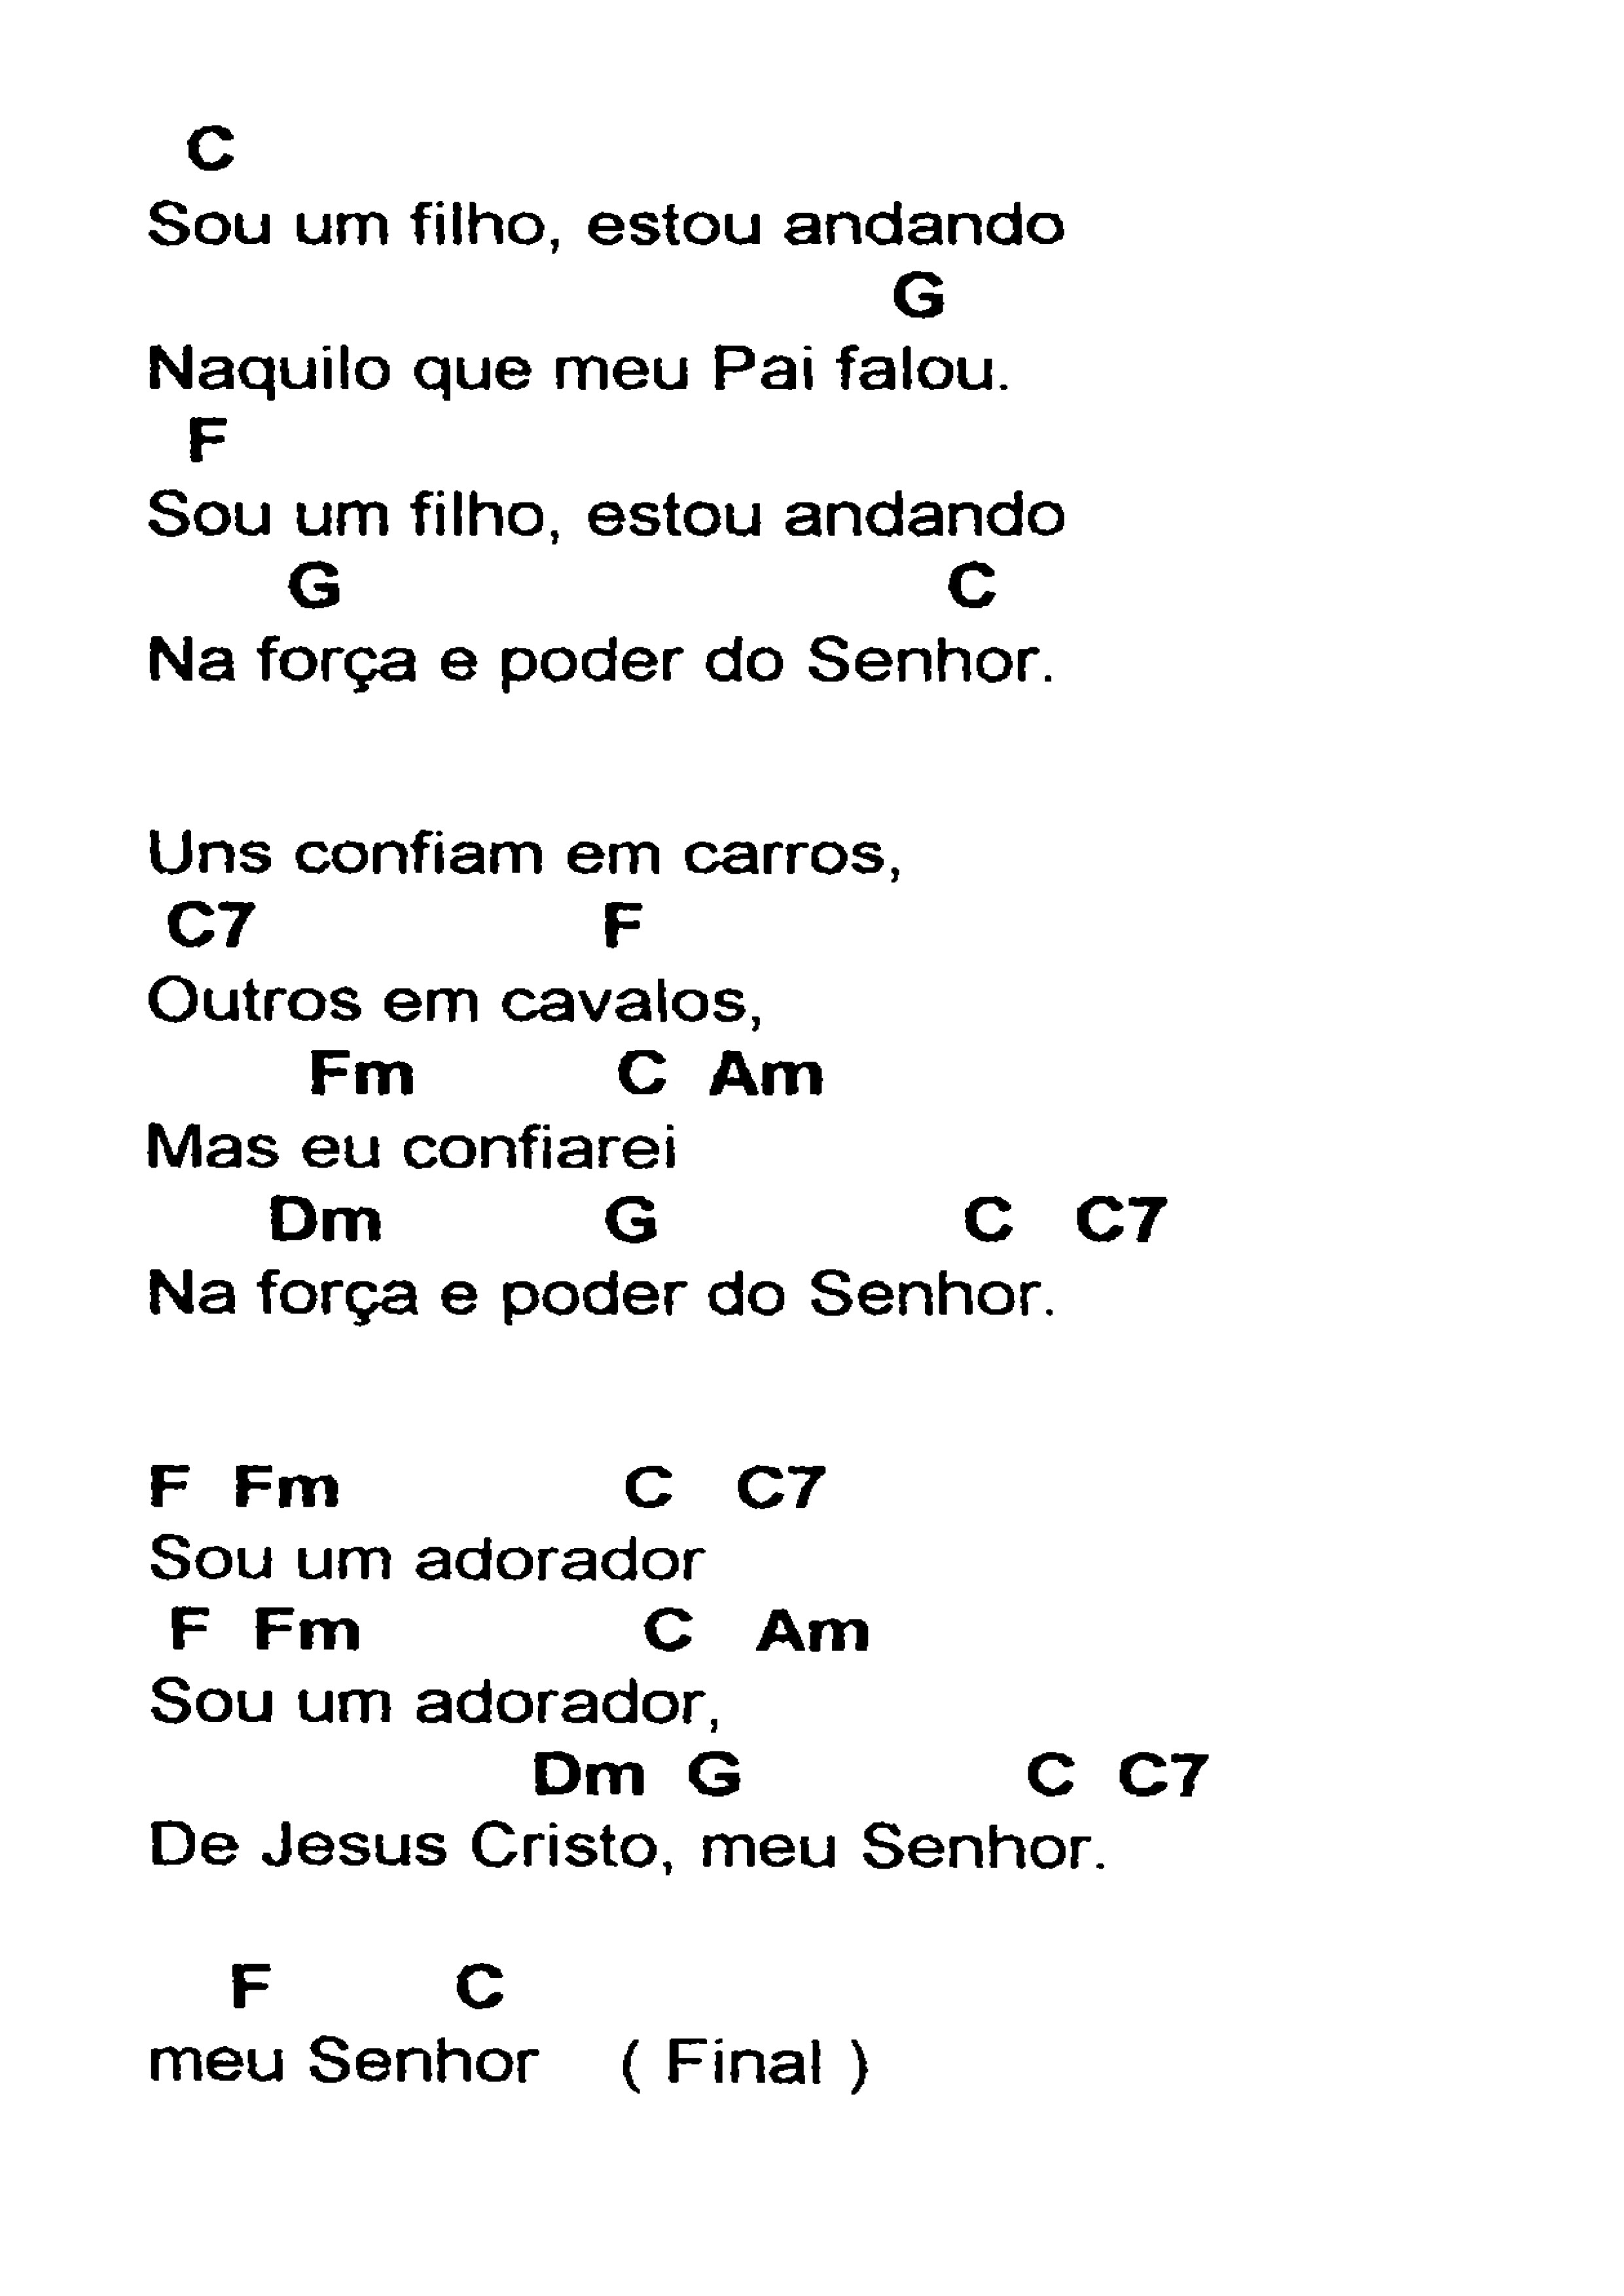 C
Sou um filho, estou andando
G
Naquilo que meu Pai falou.
F
Sou um filho, estou andando
G C
Na força e poder do Senhor.
Uns confiam em carros,
C7 F
Outros em cavalos,
Fm C Am
Mas eu confiarei
Dm G C C7
Na força e poder do Senhor.
F Fm C C7
Sou um adorador
F Fm C Am
Sou um adorador,
Dm G C C7
De Jesus Cristo, meu Senhor.
F C
meu Senhor ( Final )